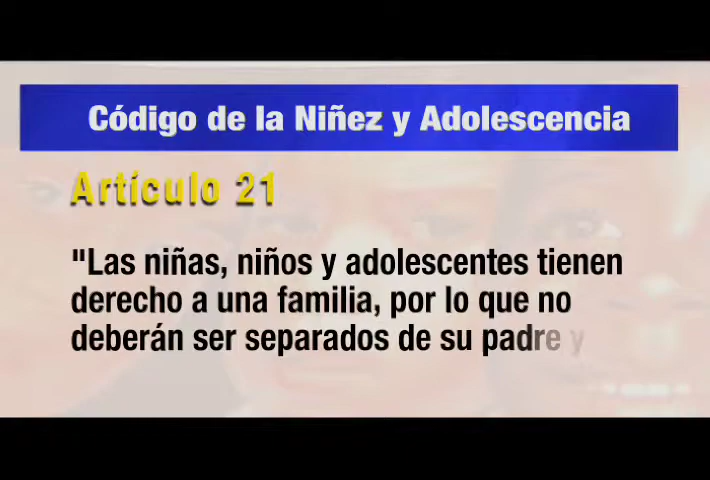 Código de la Niñez y Adolescencia
Artículo 21
"Las niñas, niños y adolescentes tienen
derecho a una familia, por lo que no
deberán ser separados de su padre y